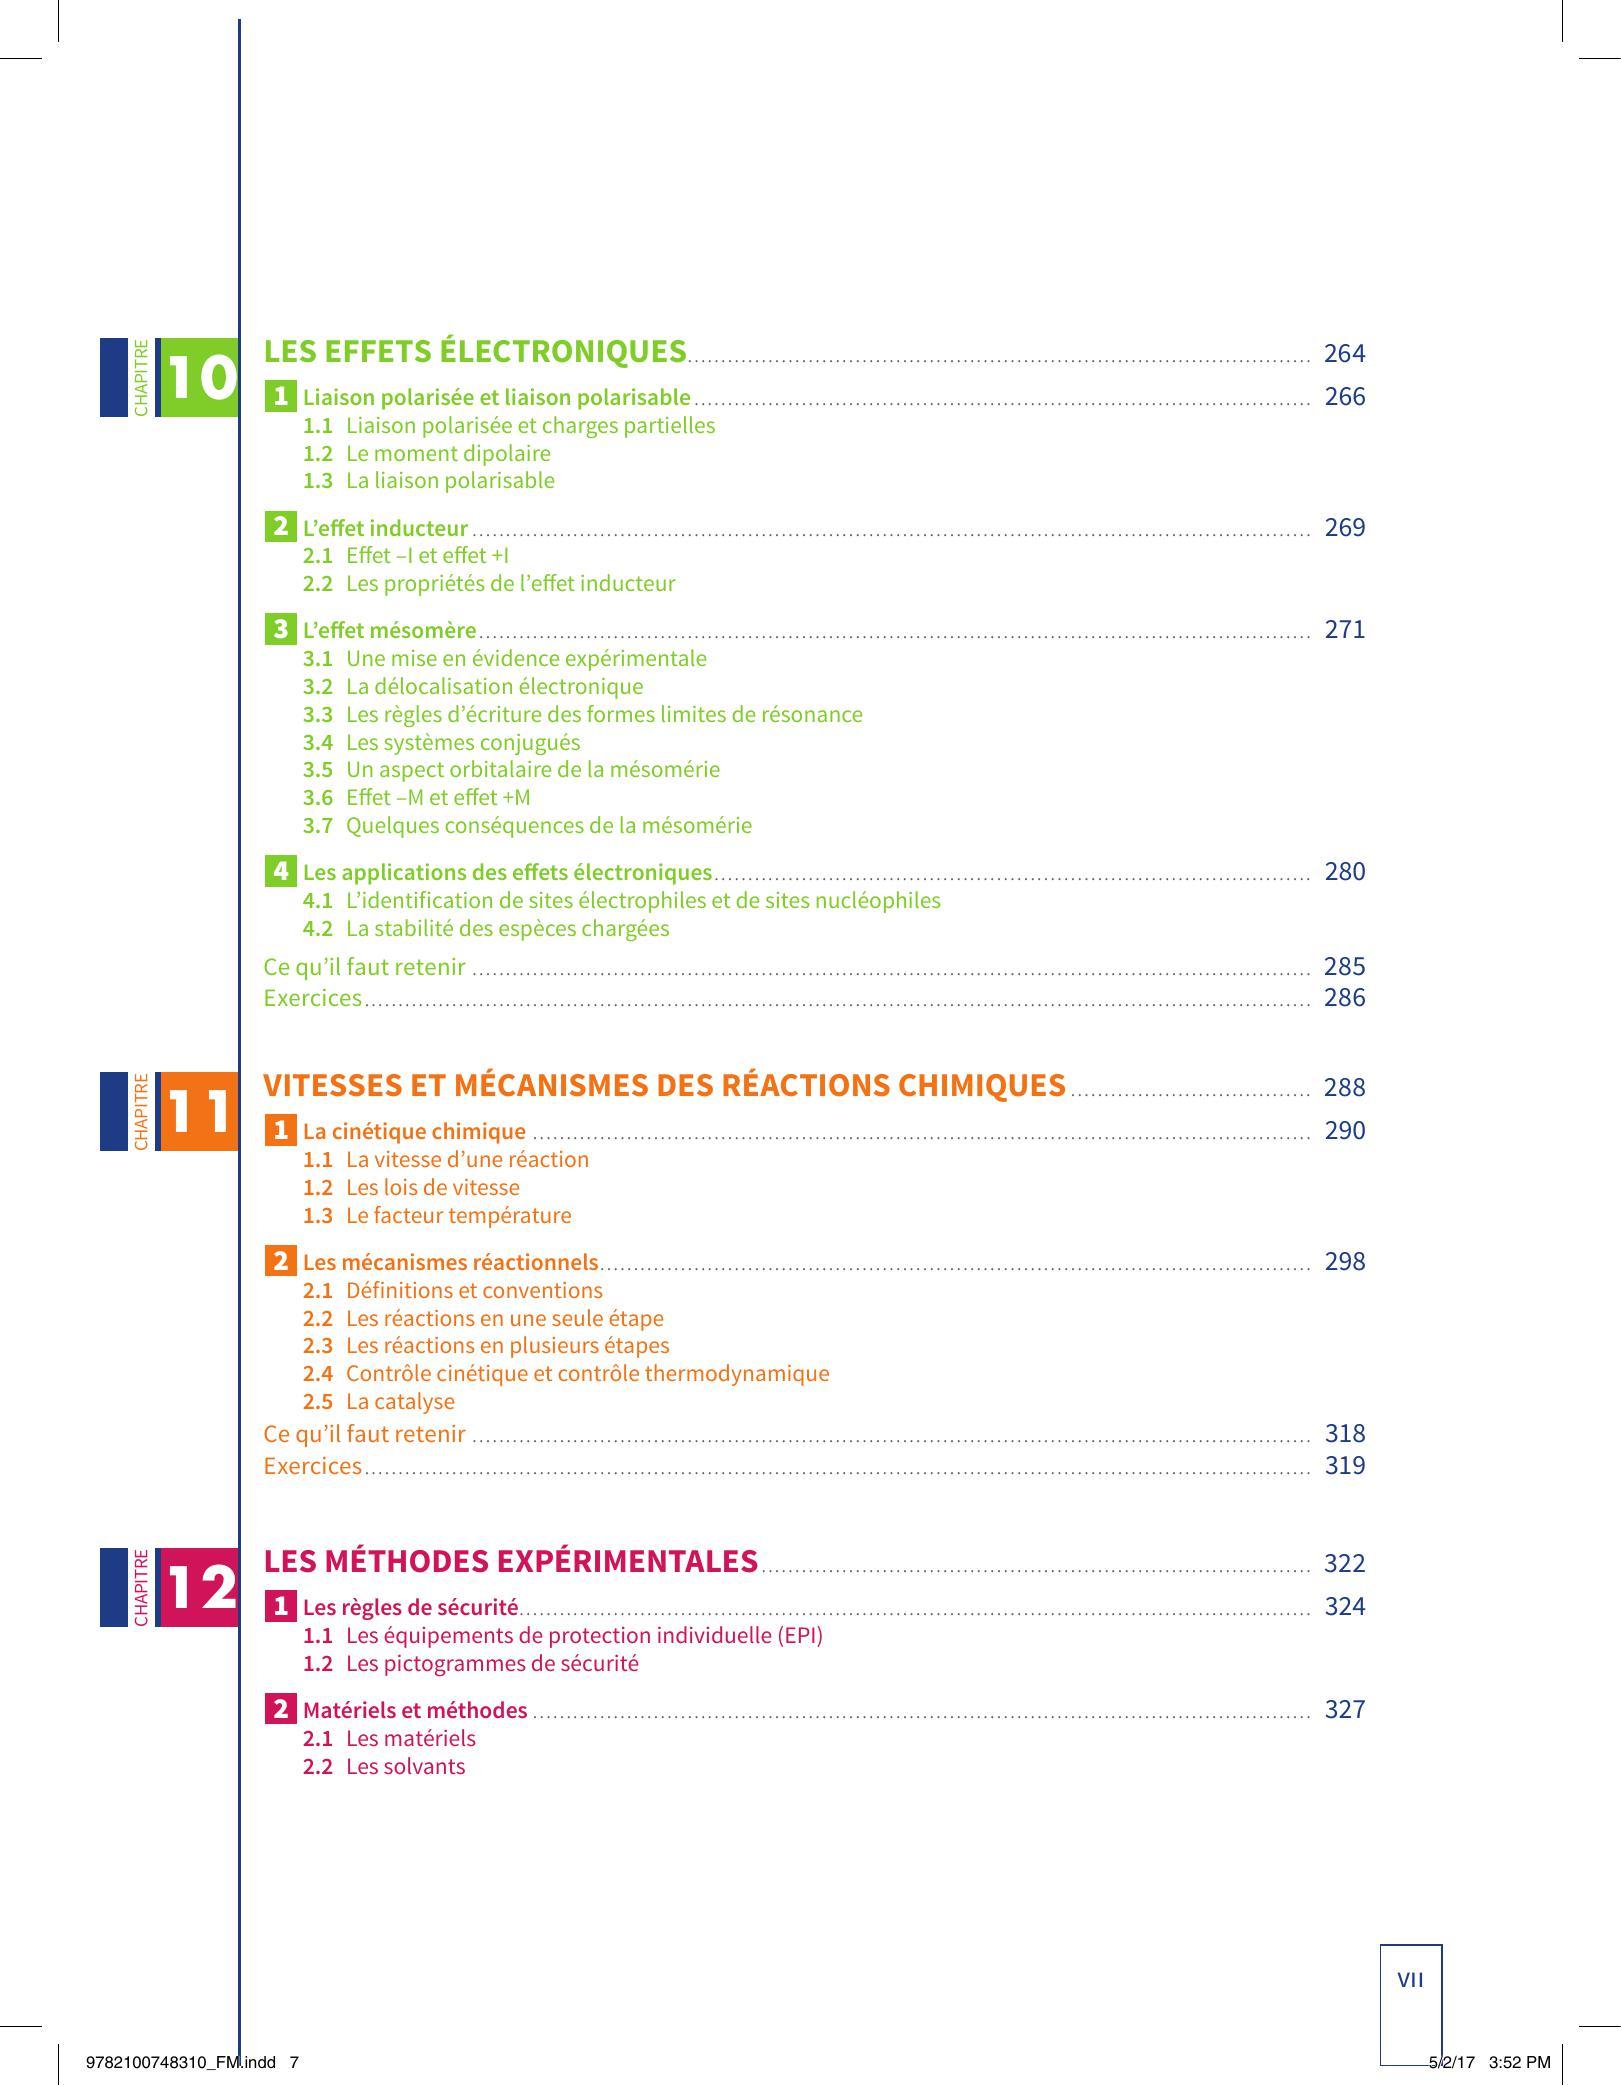 CHAPITRE 10
LES EFFETS ÉLECTRONIQUES 264
1 Liaison polarisée et liaison polarisable 266
1.1 Liaison polarisée et charges partielles
1.2 Le moment dipolaire
1.3 La liaison polarisable
2 L’effet inducteur 269
2.1 Effet –I et effet +I
2.2 Les propriétés de l’effet inducteur
3 L’effet mésomère 271
3.1 Une mise en évidence expérimentale
3.2 La délocalisation électronique
3.3 Les règles d’écriture des formes limites de résonance
3.4 Les systèmes conjugués
3.5 Un aspect orbitalaire de la mésomérie
3.6 Effet –M et effet +M
3.7 Quelques conséquences de la mésomérie
4 Les applications des effets électroniques 280
4.1 L’identification de sites électrophiles et de sites nucléophiles
4.2 La stabilité des espèces chargées
Ce qu’il faut retenir 285
Exercices 286
CHAPITRE 11
VITESSES ET MÉCANISMES DES RÉACTIONS CHIMIQUES 288
1 La cinétique chimique 290
1.1 La vitesse d’une réaction
1.2 Les lois de vitesse
1.3 Le facteur température
2 Les mécanismes réactionnels 298
2.1 Définitions et conventions
2.2 Les réactions en une seule étape
2.3 Les réactions en plusieurs étapes
2.4 Contrôle cinétique et contrôle thermodynamique
2.5 La catalyse
Ce qu’il faut retenir 318
Exercices 319
CHAPITRE 12
LES MÉTHODES EXPÉRIMENTALES 322
1 Les règles de sécurité 324
1.1 Les équipements de protection individuelle (EPI)
1.2 Les pictogrammes de sécurité
2 Matériels et méthodes 327
2.1 Les matériels
2.2 Les solvants
VII
9782100748310_FM.indd 7 5/2/17 3:52 PM